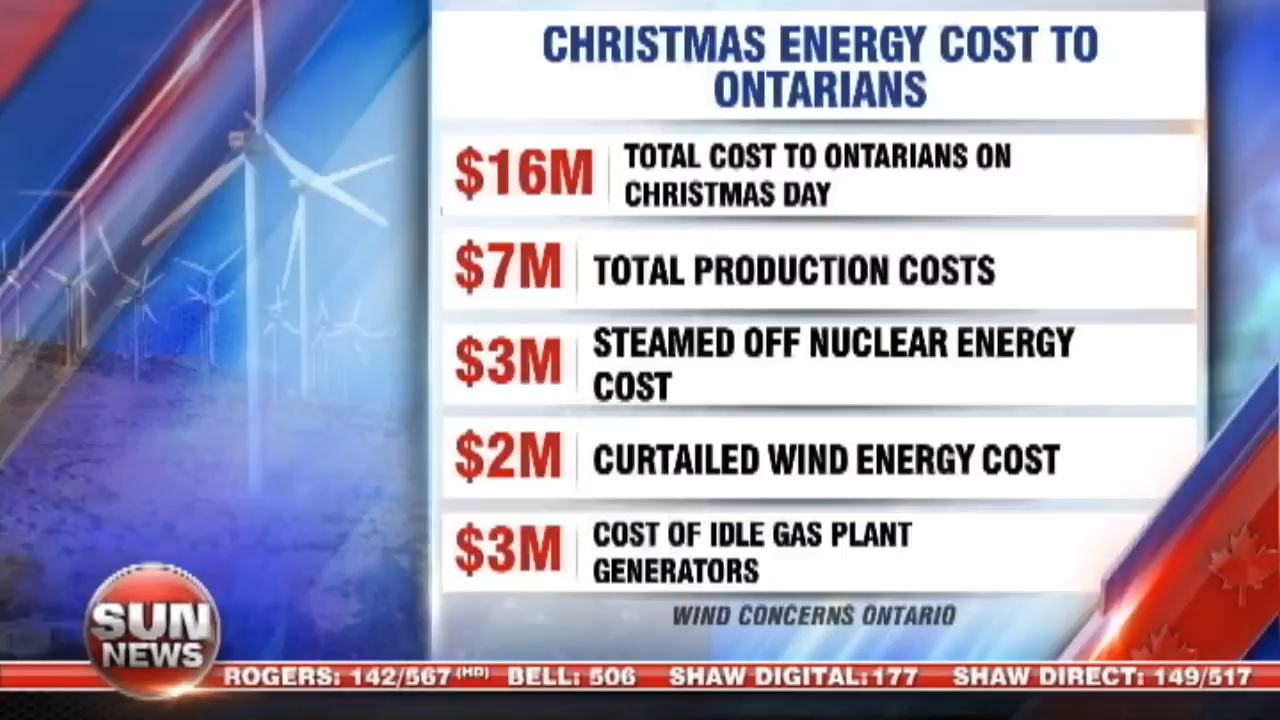 CHRISTMAS ENERGY COST TO
ONTARIANS
$16M
TOTAL COST TO ONTARIANS ON
CHRISTMAS DAY
$7M
TOTAL PRODUCTION COSTS
$3M
STEAMED OFF NUCLEAR ENERGY
COST
$2M
CURTAILED WIND ENERGY COST
$3M
COST OF IDLE GAS PLANT
GENERATORS
WIND CONCERNS ONTARIO
SUN
NEWS
ROGERS: 142/567 (HD) BELL: 506 SHAW DIGITAL: 177 SHAW DIRECT: 149/517